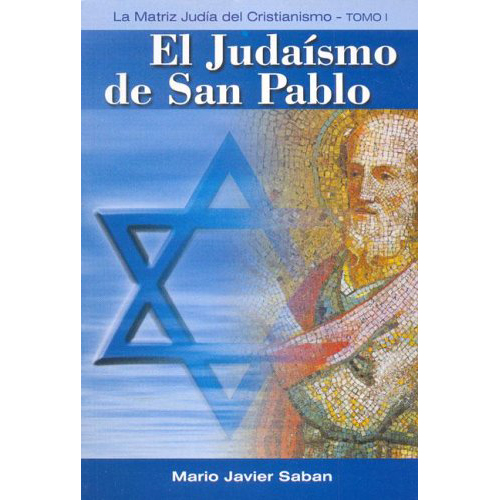 La Matriz Judía del Cristianismo - TOMO I
El Judaísmo
de San Pablo
Mario Javier Saban